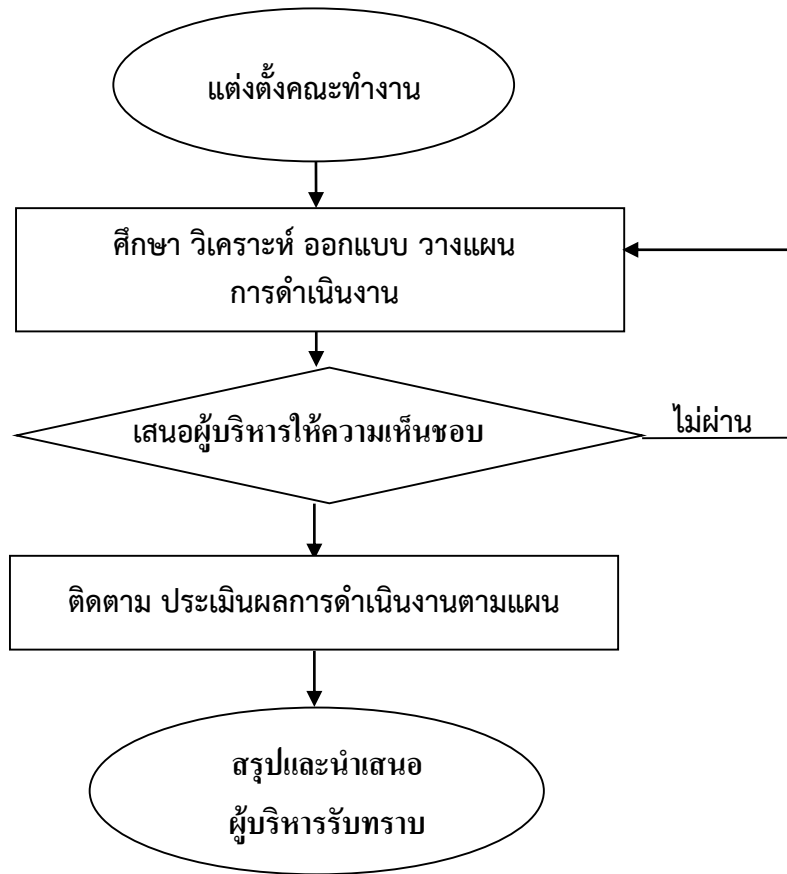 แต่งตั้งคณะทำงาน
ศึกษา วิเคราะห์ ออกแบบ วางแผน
การดำเนินงาน
เสนอผู้บริหารให้ความเห็นชอบ
ไม่ผ่าน
ติดตาม ประเมินผลการดำเนินงานตามแผน
สรุปและนำเสนอ
ผู้บริหารรับทราบ